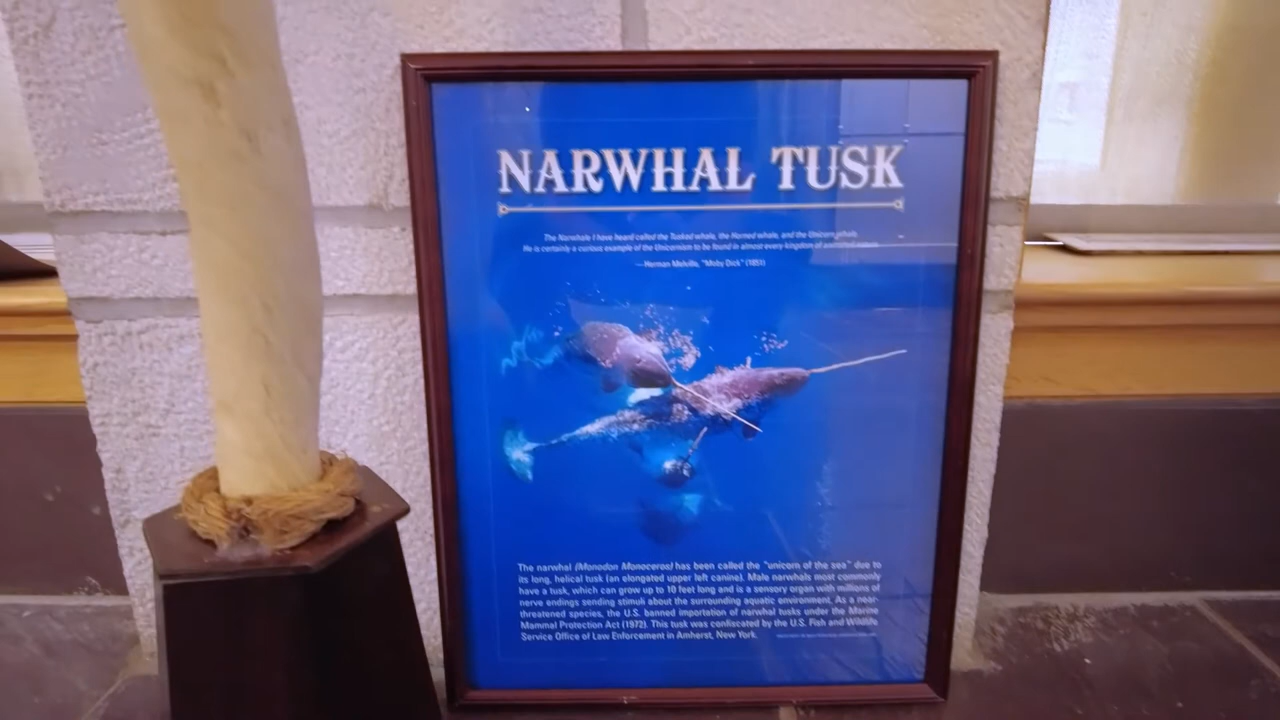 NARWHAL TUSK
The Narwhale I have heard called the Tusked whale, the Horned whale, and the Unicorn whale.
He is certainly a curious example of the Unicornism to be found in almost every kingdom of animated nature.
—Herman Melville, "Moby Dick" (1851)
The narwhal (Monodon Monoceros) has been called the "unicorn of the sea" due to
its long, helical tusk (an elongated upper left canine). Male narwhals most commonly
have a tusk, which can grow up to 10 feet long and is a sensory organ with millions of
nerve endings sending stimuli about the surrounding aquatic environment. As a near-
threatened species, the U.S. banned importation of narwhal tusks under the Marine
Mammal Protection Act (1972). This tusk was confiscated by the U.S. Fish and Wildlife
Service Office of Law Enforcement in Amherst, New York.